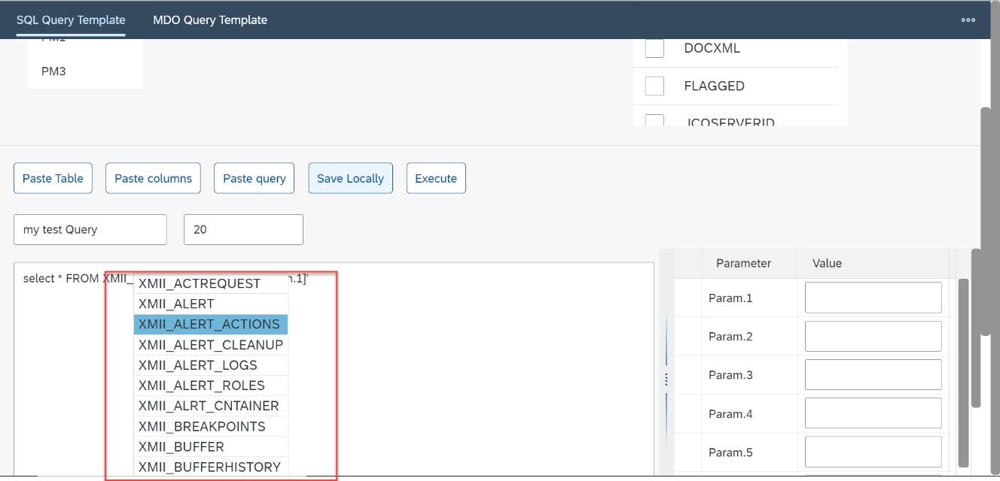 SQL Query Template MDO Query Template
PM1
PM3
DOCXML
FLAGGED
JCOSERVERID
Paste Table Paste columns Paste query Save Locally Execute
my test Query 20
select * FROM XMII_ .1]'
XMII_ACTREQUEST
XMII_ALERT
XMII_ALERT_ACTIONS
XMII_ALERT_CLEANUP
XMII_ALERT_LOGS
XMII_ALERT_ROLES
XMII_ALRT_CNTAINER
XMII_BREAKPOINTS
XMII_BUFFER
XMII_BUFFERHISTORY
Parameter Value
Param.1
Param.2
Param.3
Param.4
Param.5